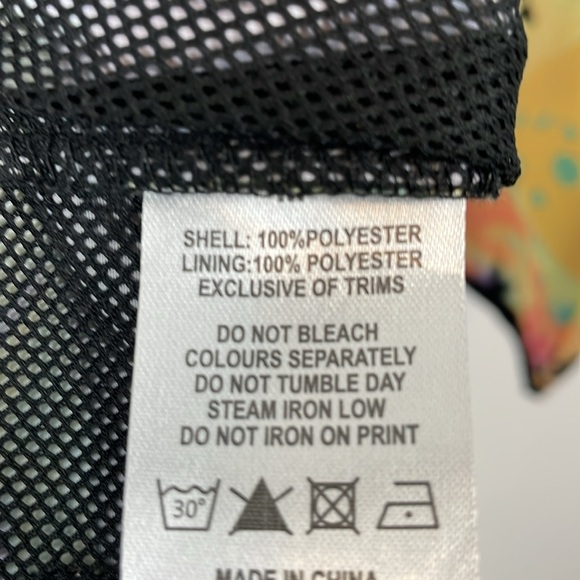 SHELL: 100%POLYESTER
LINING:100% POLYESTER
EXCLUSIVE OF TRIMS
DO NOT BLEACH
COLOURS SEPARATELY
DO NOT TUMBLE DAY
STEAM IRON LOW
DO NOT IRON ON PRINT
30°
MADE IN CHINA